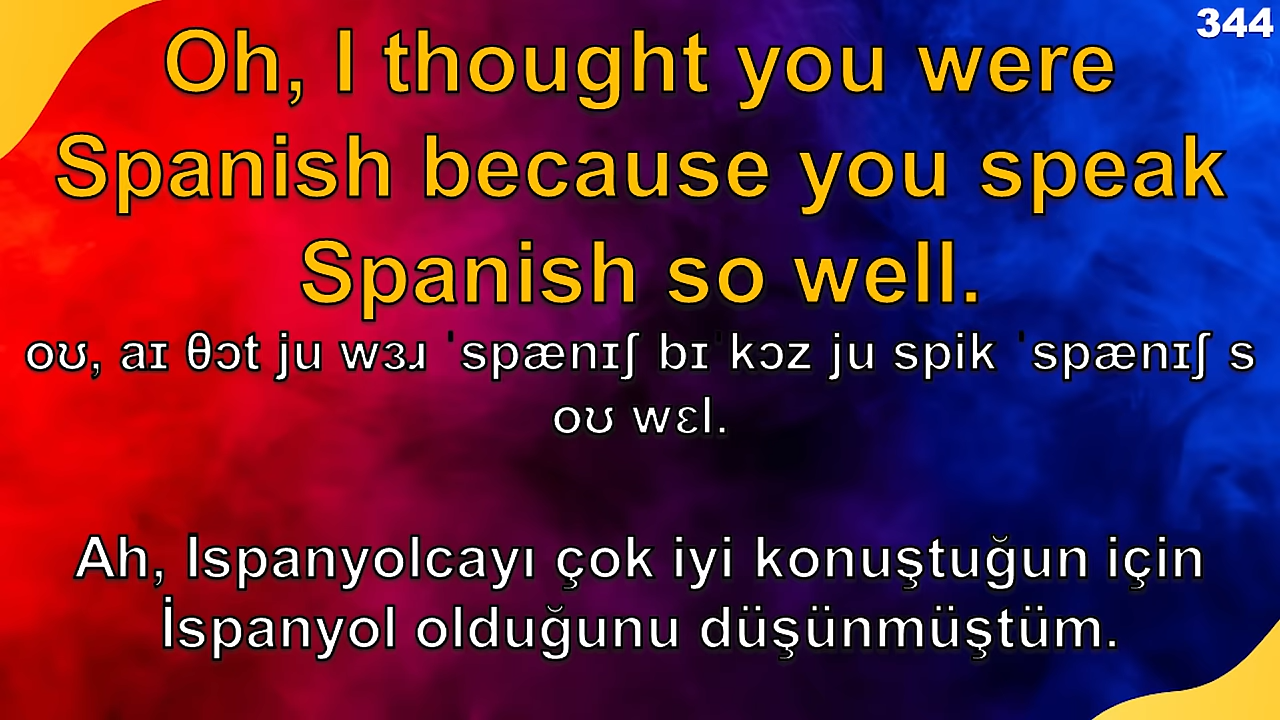 344
Oh, I thought you were
Spanish because you speak
Spanish so well.
oʊ, aɪ θɔt ju wɜɹ ˈspænɪʃ bɪˈkɔz ju spik ˈspænɪʃ s
oʊ wɛl.
Ah, Ispanyolcayı çok iyi konuştuğun için
İspanyol olduğunu düşünmüştüm.